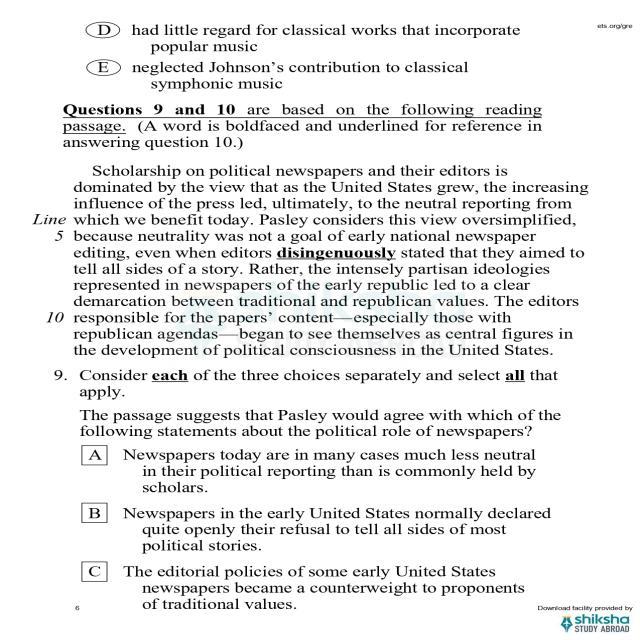 ets.org/gre
D had little regard for classical works that incorporate
popular music
E neglected Johnson's contribution to classical
symphonic music
Questions 9 and 10 are based on the following reading
passage. (A word is boldfaced and underlined for reference in
answering question 10.)
Scholarship on political newspapers and their editors is
dominated by the view that as the United States grew, the increasing
influence of the press led, ultimately, to the neutral reporting from
Line which we benefit today. Pasley considers this view oversimplified,
5 because neutrality was not a goal of early national newspaper
editing, even when editors disingenuously stated that they aimed to
tell all sides of a story. Rather, the intensely partisan ideologies
represented in newspapers of the early republic led to a clear
demarcation between traditional and republican values. The editors
10 responsible for the papers' content—especially those with
republican agendas—began to see themselves as central figures in
the development of political consciousness in the United States.
9. Consider each of the three choices separately and select all that
apply.
The passage suggests that Pasley would agree with which of the
following statements about the political role of newspapers?
A Newspapers today are in many cases much less neutral
in their political reporting than is commonly held by
scholars.
B Newspapers in the early United States normally declared
quite openly their refusal to tell all sides of most
political stories.
C The editorial policies of some early United States
newspapers became a counterweight to proponents
of traditional values.
6
Download facility provided by
shiksha
STUDY ABROAD